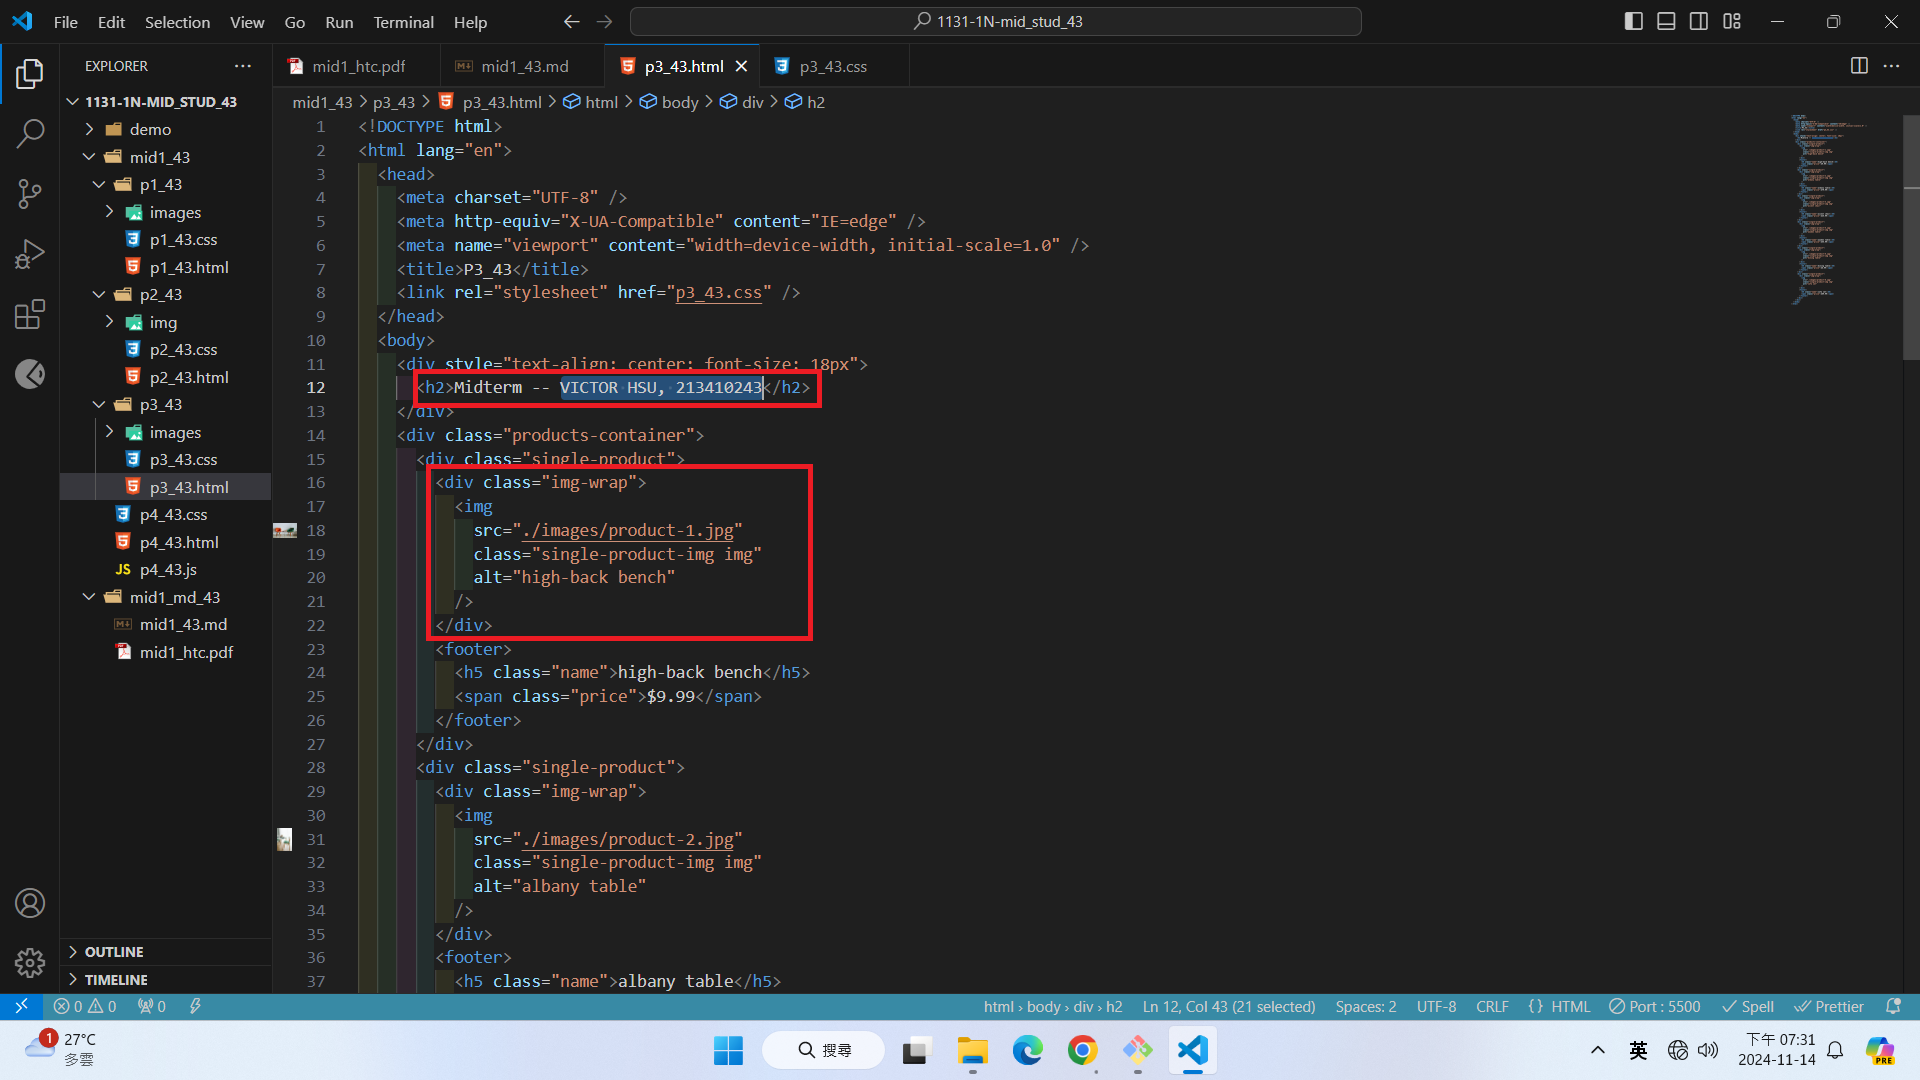 File Edit Selection View Go Run Terminal Help
1131-1N-mid_stud_43
EXPLORER
1131-1N-MID_STUD_43
demo
mid1_43
p1_43
images
p1_43.css
p1_43.html
p2_43
img
p2_43.css
p2_43.html
p3_43
images
p3_43.css
p3_43.html
p4_43.css
p4_43.html
JS p4_43.js
mid1_md_43
mid1_43.md
mid1_htc.pdf
OUTLINE
TIMELINE
mid1_htc.pdf mid1_43.md p3_43.html p3_43.css
mid1_43 > p3_43 > p3_43.html > html > body > div > h2
1 <!DOCTYPE html>
2 <html lang="en">
3 <head>
4 <meta charset="UTF-8" />
5 <meta http-equiv="X-UA-Compatible" content="IE=edge" />
6 <meta name="viewport" content="width=device-width, initial-scale=1.0" />
7 <title>P3_43</title>
8 <link rel="stylesheet" href="p3_43.css" />
9 </head>
10 <body>
11 <div style="text-align: center; font-size: 18px">
12 <h2>Midterm -- VICTOR HSU, 213410243</h2>
13 </div>
14 <div class="products-container">
15 <div class="single-product">
16 <div class="img-wrap">
17 <img
18 src="./images/product-1.jpg"
19 class="single-product-img img"
20 alt="high-back bench"
21 />
22 </div>
23 <footer>
24 <h5 class="name">high-back bench</h5>
25 <span class="price">$9.99</span>
26 </footer>
27 </div>
28 <div class="single-product">
29 <div class="img-wrap">
30 <img
31 src="./images/product-2.jpg"
32 class="single-product-img img"
33 alt="albany table"
34 />
35 </div>
36 <footer>
37 <h5 class="name">albany table</h5>
0 0 0 html › body › div › h2 Ln 12, Col 43 (21 selected) Spaces: 2 UTF-8 CRLF {} HTML Port : 5500 Spell Prettier
1 27°C
多雲
搜尋
英
下午 07:31
2024-11-14
PRE